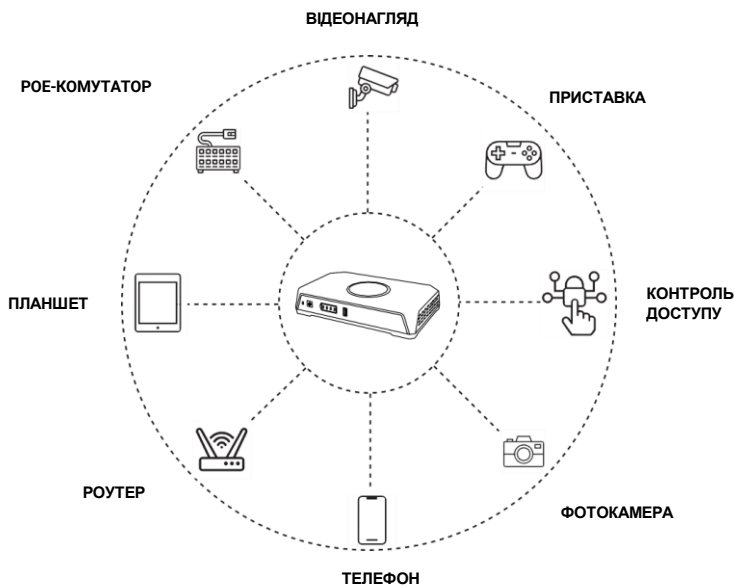 ВІДЕОНАГЛЯД
POE-КОМУТАТОР
ПРИСТАВКА
ПЛАНШЕТ
КОНТРОЛЬ
ДОСТУПУ
РОУТЕР
ФОТОКАМЕРА
ТЕЛЕФОН